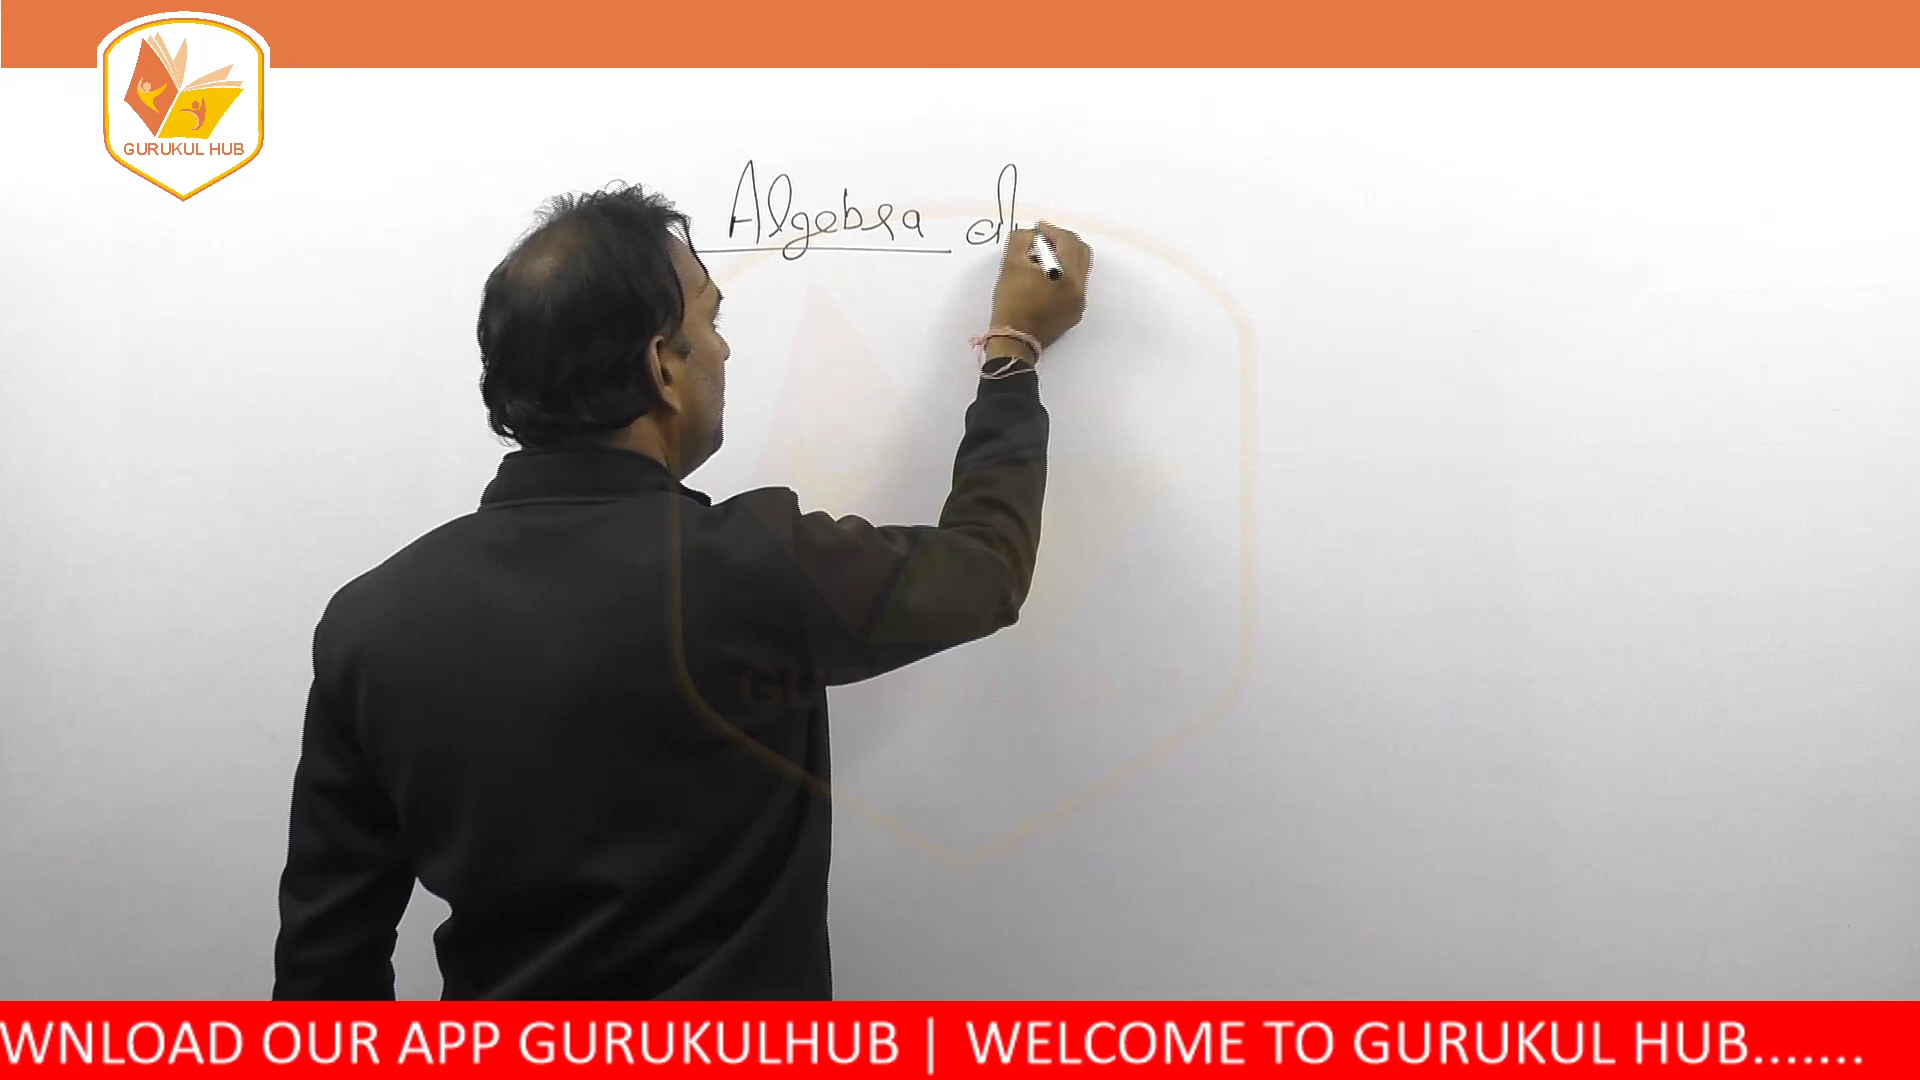 GURUKUL HUB
Algebra
WNLOAD OUR APP GURUKULHUB | WELCOME TO GURUKUL HUB.......